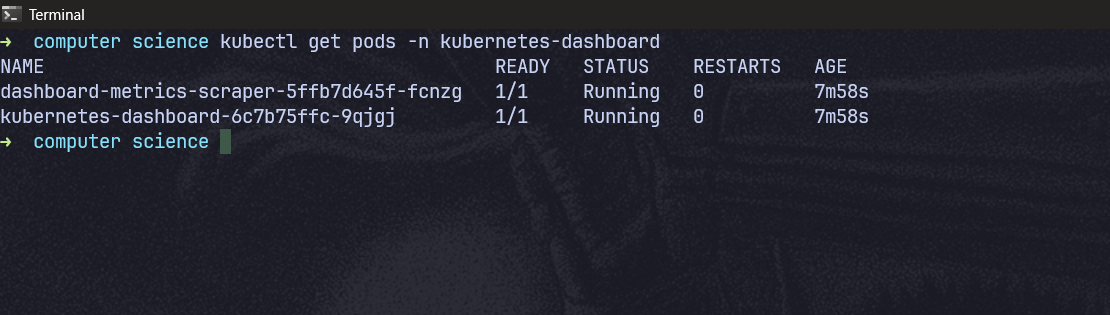 Terminal
→ computer science kubectl get pods -n kubernetes-dashboard
NAME READY STATUS RESTARTS AGE
dashboard-metrics-scraper-5ffb7d645f-fcnzg 1/1 Running 0 7m58s
kubernetes-dashboard-6c7b75ffc-9qjgj 1/1 Running 0 7m58s
→ computer science